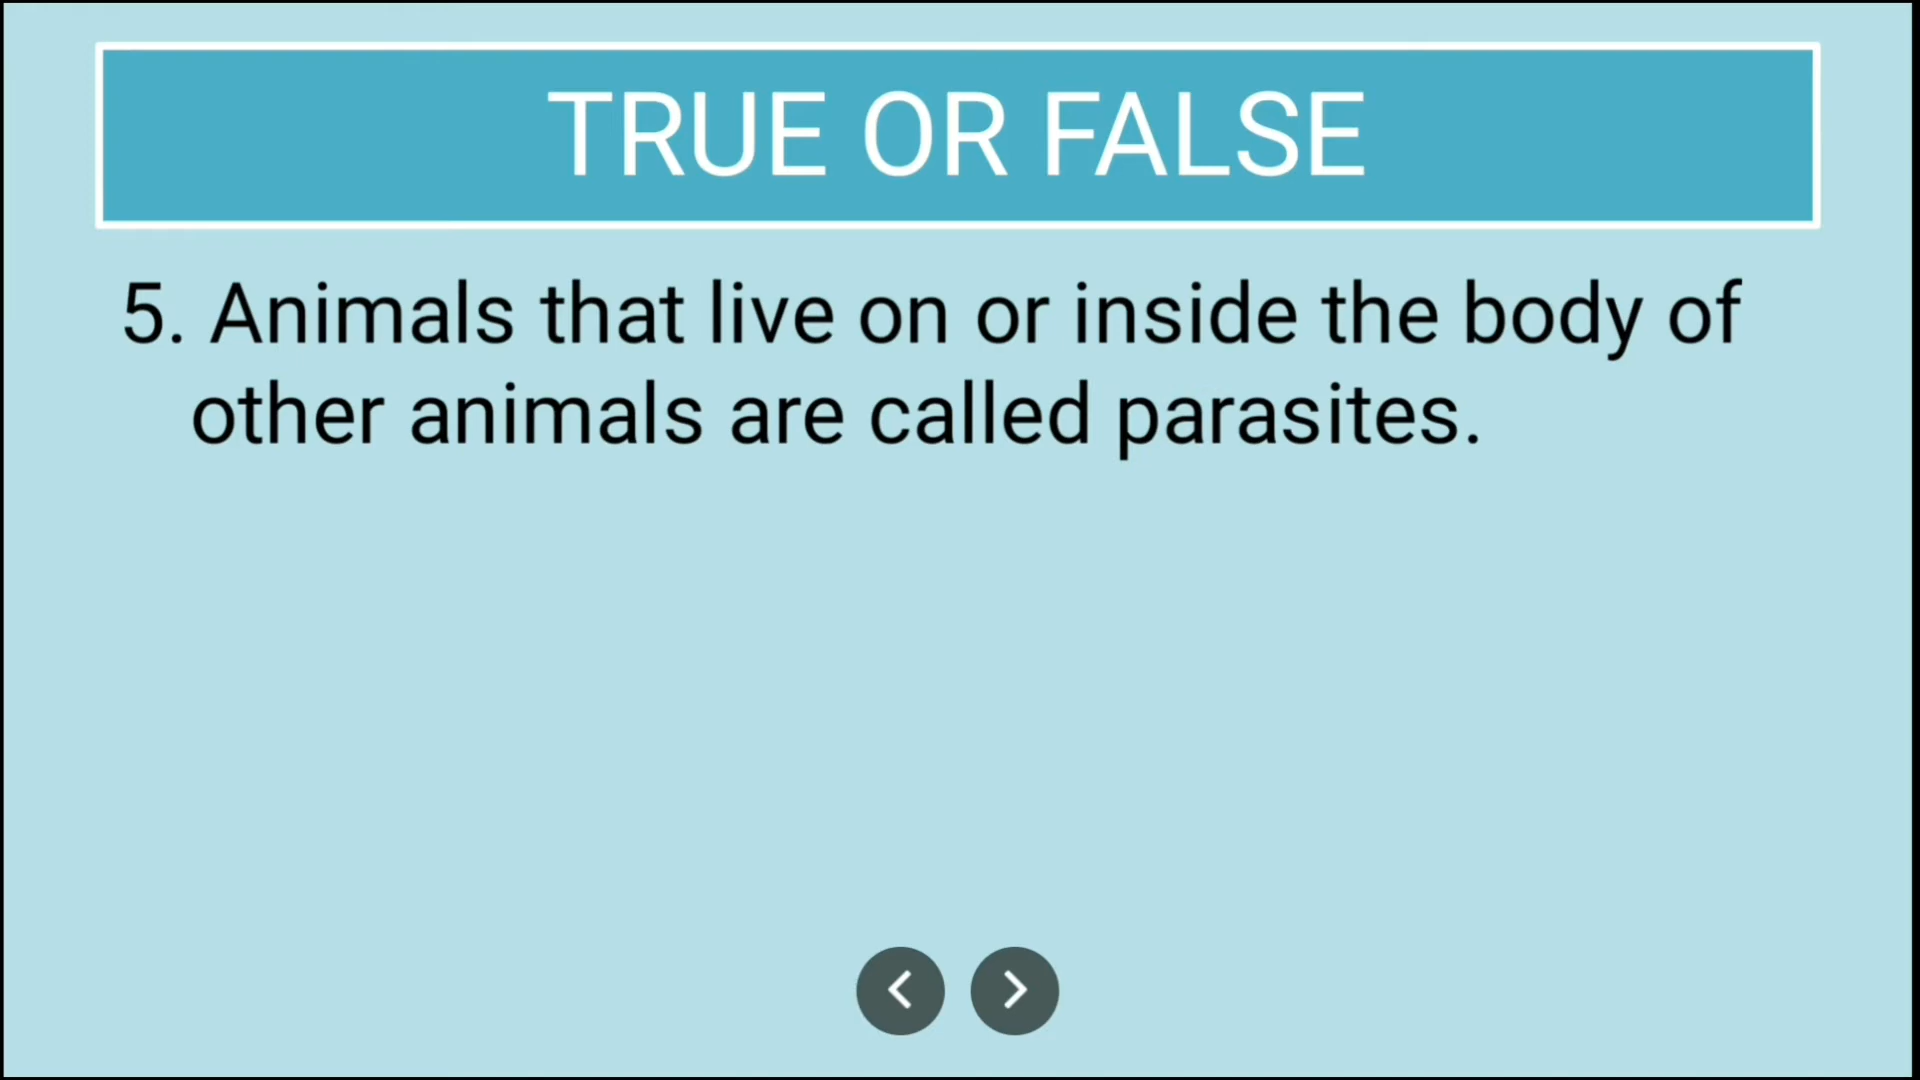 TRUE OR FALSE
5. Animals that live on or inside the body of
other animals are called parasites.